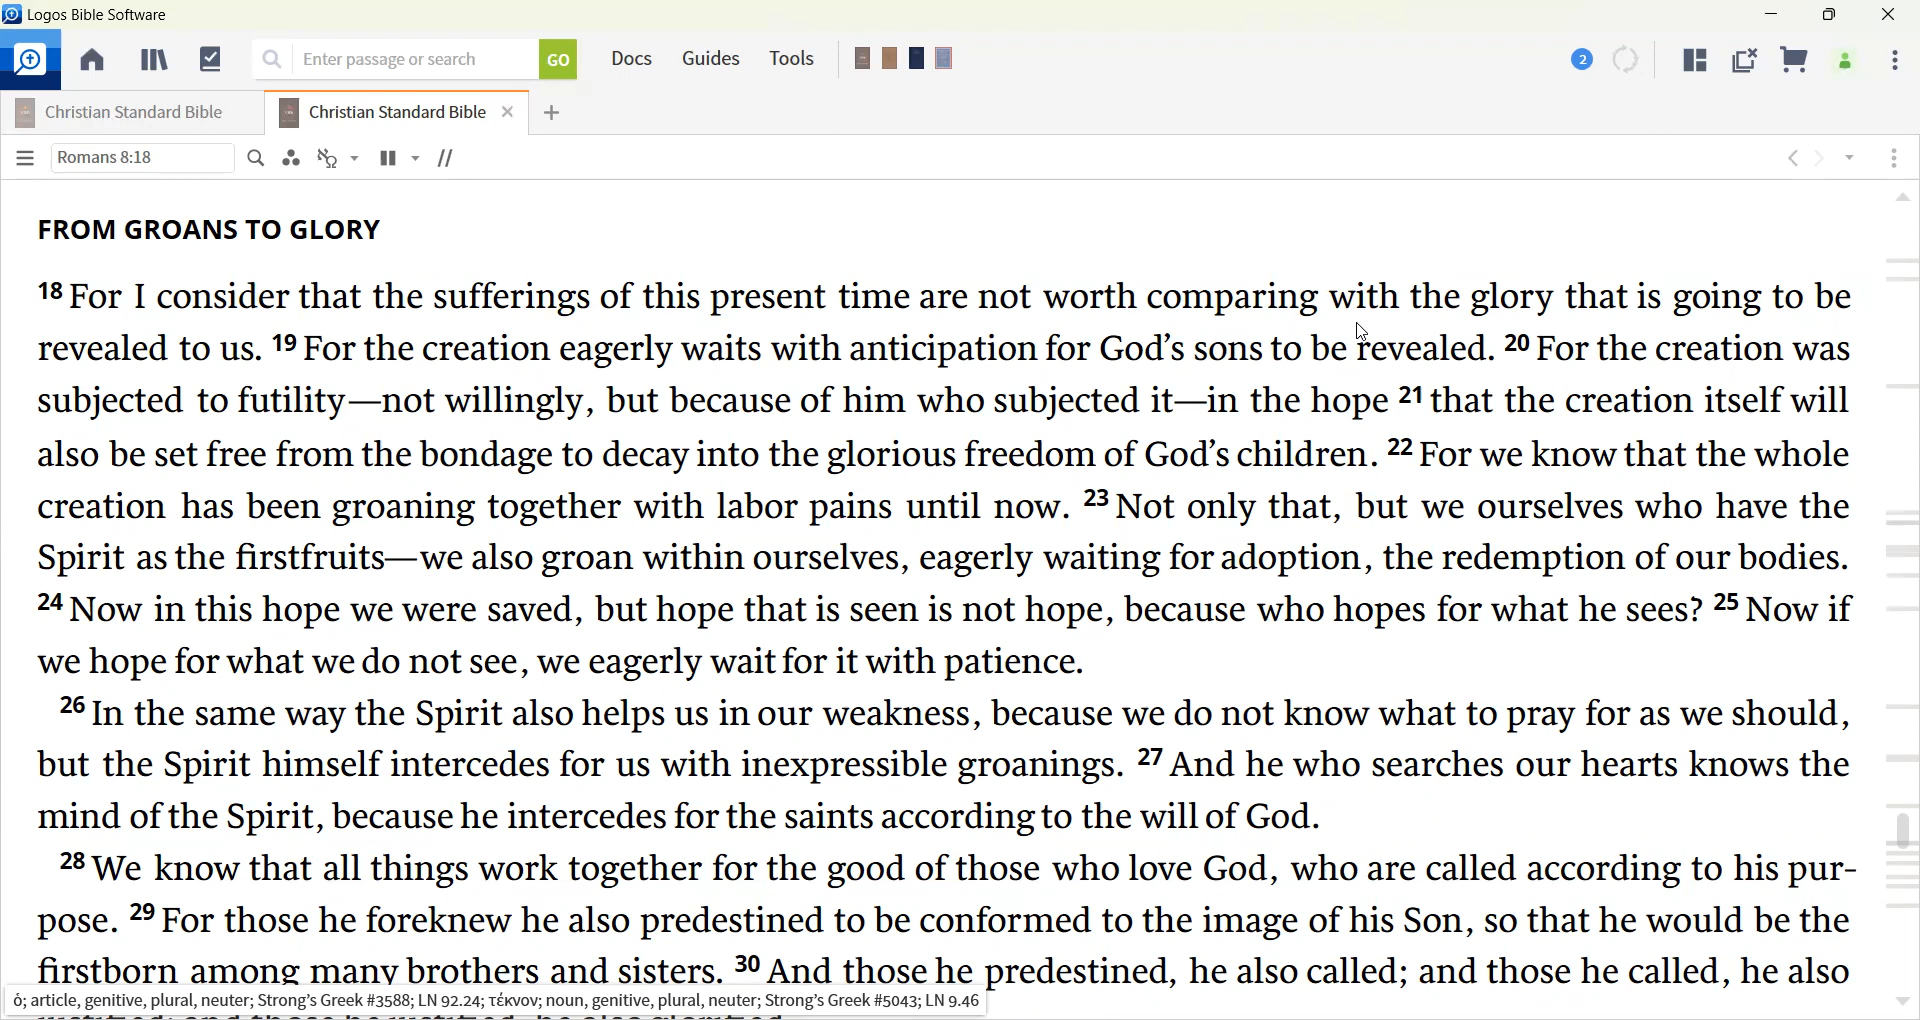 Logos Bible Software
Enter passage or search GO Docs Guides Tools 2
Christian Standard Bible Christian Standard Bible
Romans 8:18
FROM GROANS TO GLORY
18 For I consider that the sufferings of this present time are not worth comparing with the glory that is going to be
revealed to us. 19 For the creation eagerly waits with anticipation for God’s sons to be revealed. 20 For the creation was
subjected to futility—not willingly, but because of him who subjected it—in the hope 21 that the creation itself will
also be set free from the bondage to decay into the glorious freedom of God’s children. 22 For we know that the whole
creation has been groaning together with labor pains until now. 23 Not only that, but we ourselves who have the
Spirit as the firstfruits—we also groan within ourselves, eagerly waiting for adoption, the redemption of our bodies.
24 Now in this hope we were saved, but hope that is seen is not hope, because who hopes for what he sees? 25 Now if
we hope for what we do not see, we eagerly wait for it with patience.
26 In the same way the Spirit also helps us in our weakness, because we do not know what to pray for as we should,
but the Spirit himself intercedes for us with inexpressible groanings. 27 And he who searches our hearts knows the
mind of the Spirit, because he intercedes for the saints according to the will of God.
28 We know that all things work together for the good of those who love God, who are called according to his pur-
pose. 29 For those he foreknew he also predestined to be conformed to the image of his Son, so that he would be the
firstborn among many brothers and sisters. 30 And those he predestined, he also called; and those he called, he also
ὁ; article, genitive, plural, neuter; Strong’s Greek #3588; LN 92.24; τέκνον; noun, genitive, plural, neuter; Strong’s Greek #5043; LN 9.46